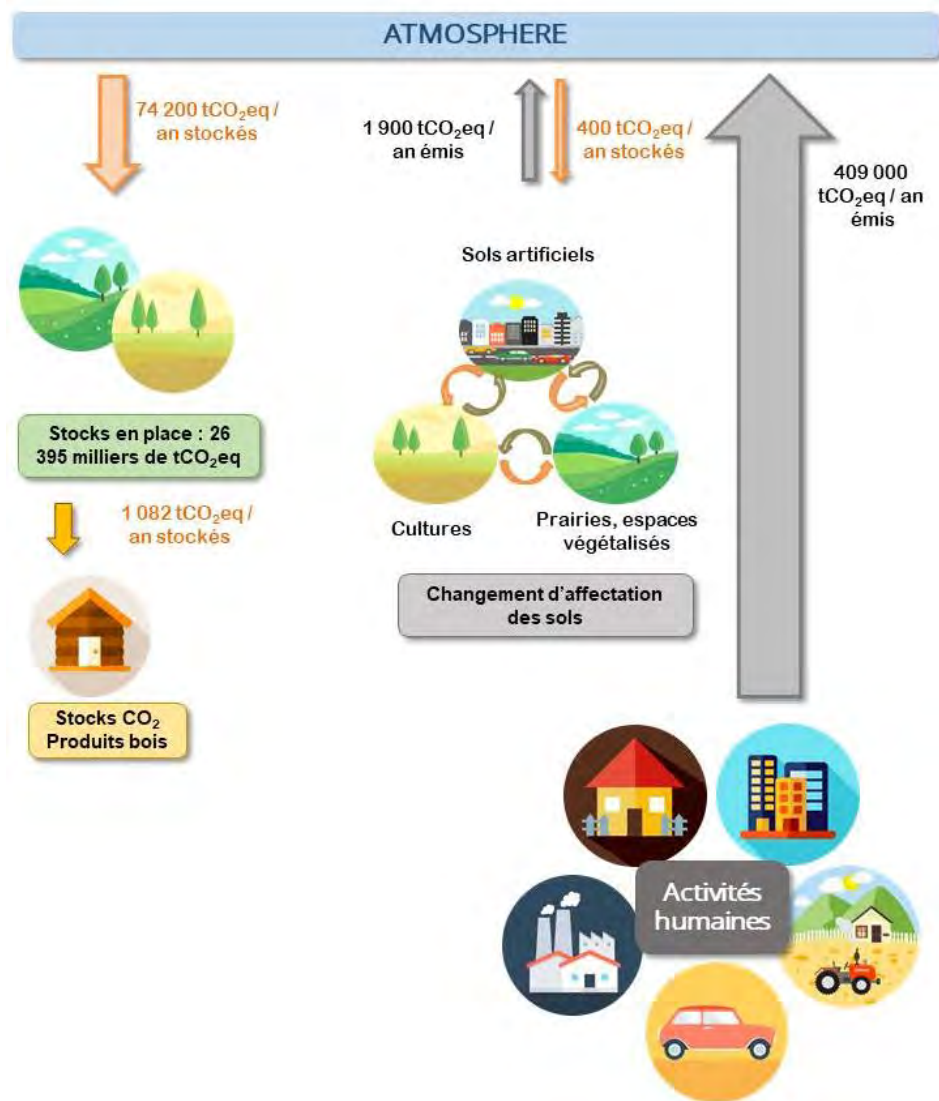 ATMOSPHERE
74 200 tCO₂eq /
an stockés
1 900 tCO₂eq /
an émis
400 tCO₂eq /
an stockés
409 000
tCO₂eq / an
émis
Sols artificiels
Stocks en place : 26
395 milliers de tCO₂eq
1 082 tCO₂eq /
an stockés
Cultures
Prairies, espaces
végétalisés
Changement d’affectation
des sols
Stocks CO₂
Produits bois
Activités
humaines